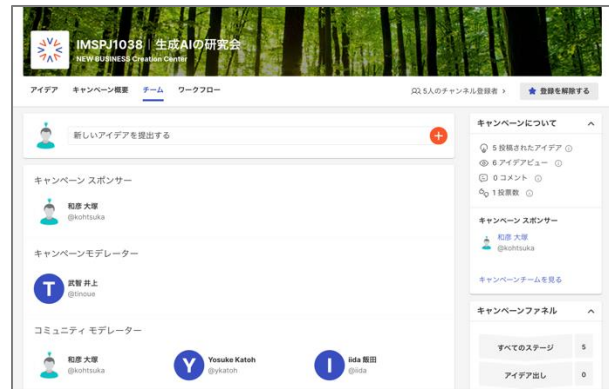 IMSPJ1038｜生成AIの研究会
NEW BUSINESS Creation Center
アイデア キャンペーン概要 チーム ワークフロー
5人のチャンネル登録者 ›
★ 登録を解除する
新しいアイデアを提出する
キャンペーン スポンサー
和彦 大塚
@kohtsuka
キャンペーンモデレーター
T
武智 井上
@tinoue
コミュニティ モデレーター
和彦 大塚
@kohtsuka
Y
Yosuke Katoh
@ykatoh
I
iida 飯田
@iida
キャンペーンについて
5 投稿されたアイデア
6 アイデアビュー
0 コメント
1 投票数
キャンペーン スポンサー
和彦 大塚
@kohtsuka
キャンペーンチームを見る
キャンペーンファネル
すべてのステージ 5
アイデア出し 0